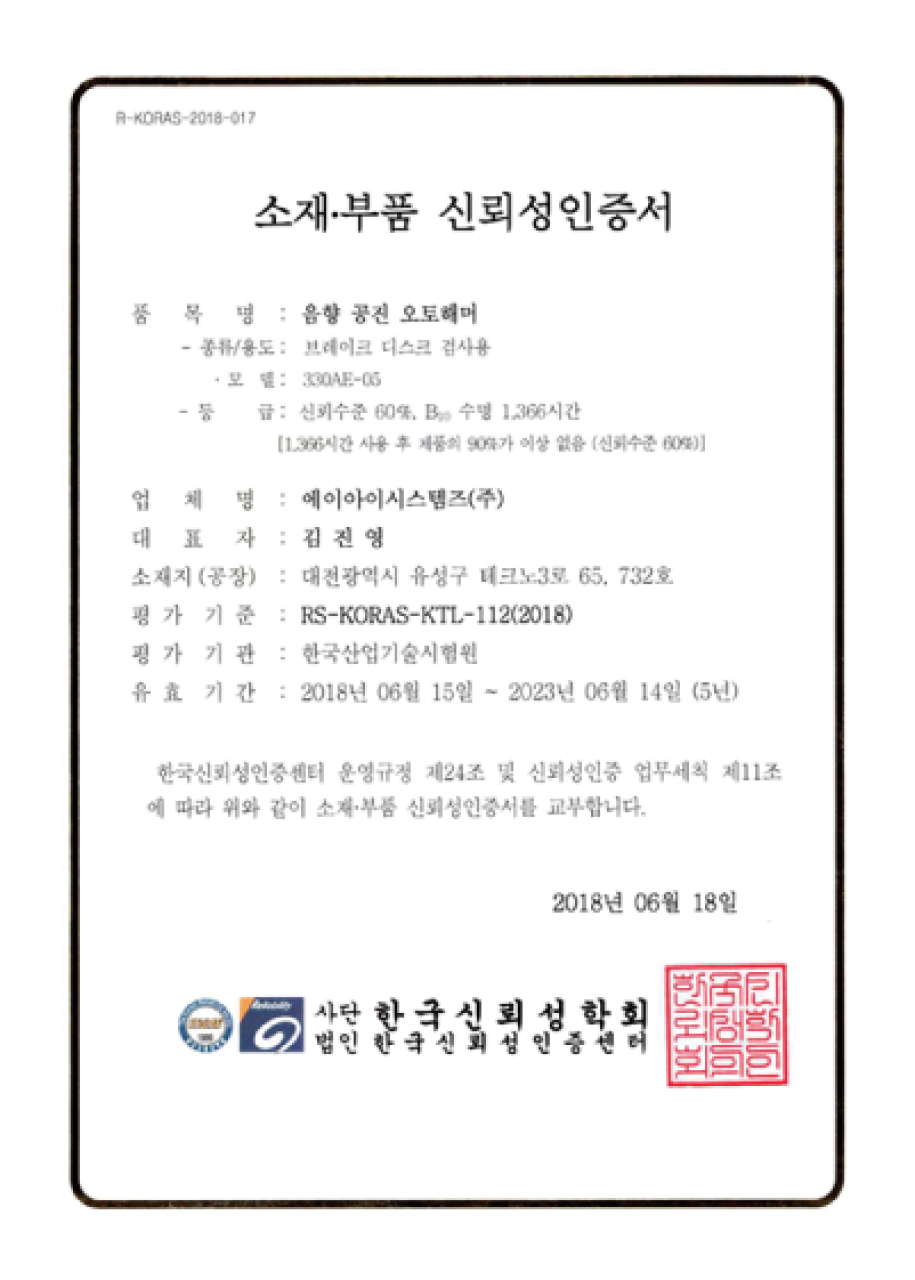 R-KORAS-2018-017
소재·부품 신뢰성인증서
품 목 명 : 음향 공진 오토해머
- 종류/용도 : 브레이크 디스크 검사용
· 모 델 : 330AE-05
- 등 급 : 신뢰수준 60%, B₁₀ 수명 1,366시간
[1,366시간 사용 후 제품의 90%가 이상 없음 (신뢰수준 60%)]
업 체 명 : 에이아이시스템즈(주)
대 표 자 : 김 진 영
소재지(공장) : 대전광역시 유성구 테크노3로 65, 732호
평 가 기 준 : RS-KORAS-KTL-112(2018)
평 가 기 관 : 한국산업기술시험원
유 효 기 간 : 2018년 06월 15일 ~ 2023년 06월 14일 (5년)
한국신뢰성인증센터 운영규정 제24조 및 신뢰성인증 업무세칙 제11조
에 따라 위와 같이 소재·부품 신뢰성인증서를 교부합니다.
2018년 06월 18일
Reliability
사단 한국신뢰성학회
법인 한국신뢰성인증센터